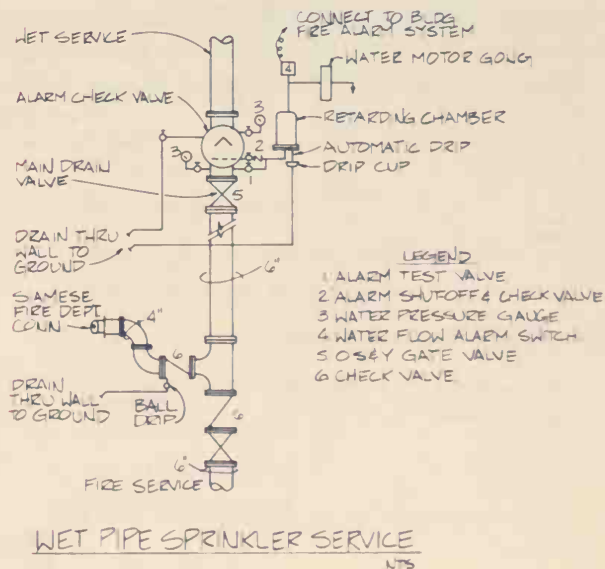 CONNECT TO BLDG
FIRE ALARM SYSTEM
WET SERVICE
WATER MOTOR GONG
4
ALARM CHECK VALVE
3
RETARDING CHAMBER
2
AUTOMATIC DRIP
3
DRIP CUP
MAIN DRAIN
VALVE
1
5
DRAIN THRU
WALL TO
GROUND
6"
LEGEND
1 ALARM TEST VALVE
2 ALARM SHUTOFF & CHECK VALVE
3 WATER PRESSURE GAUGE
4 WATER FLOW ALARM SWITCH
5 OS&Y GATE VALVE
6 CHECK VALVE
SIAMESE
FIRE DEPT.
CONN
4"
6
DRAIN
THRU WALL
TO GROUND
BALL
DRIP
6
6"
FIRE SERVICE
WET PIPE SPRINKLER SERVICE
NTS